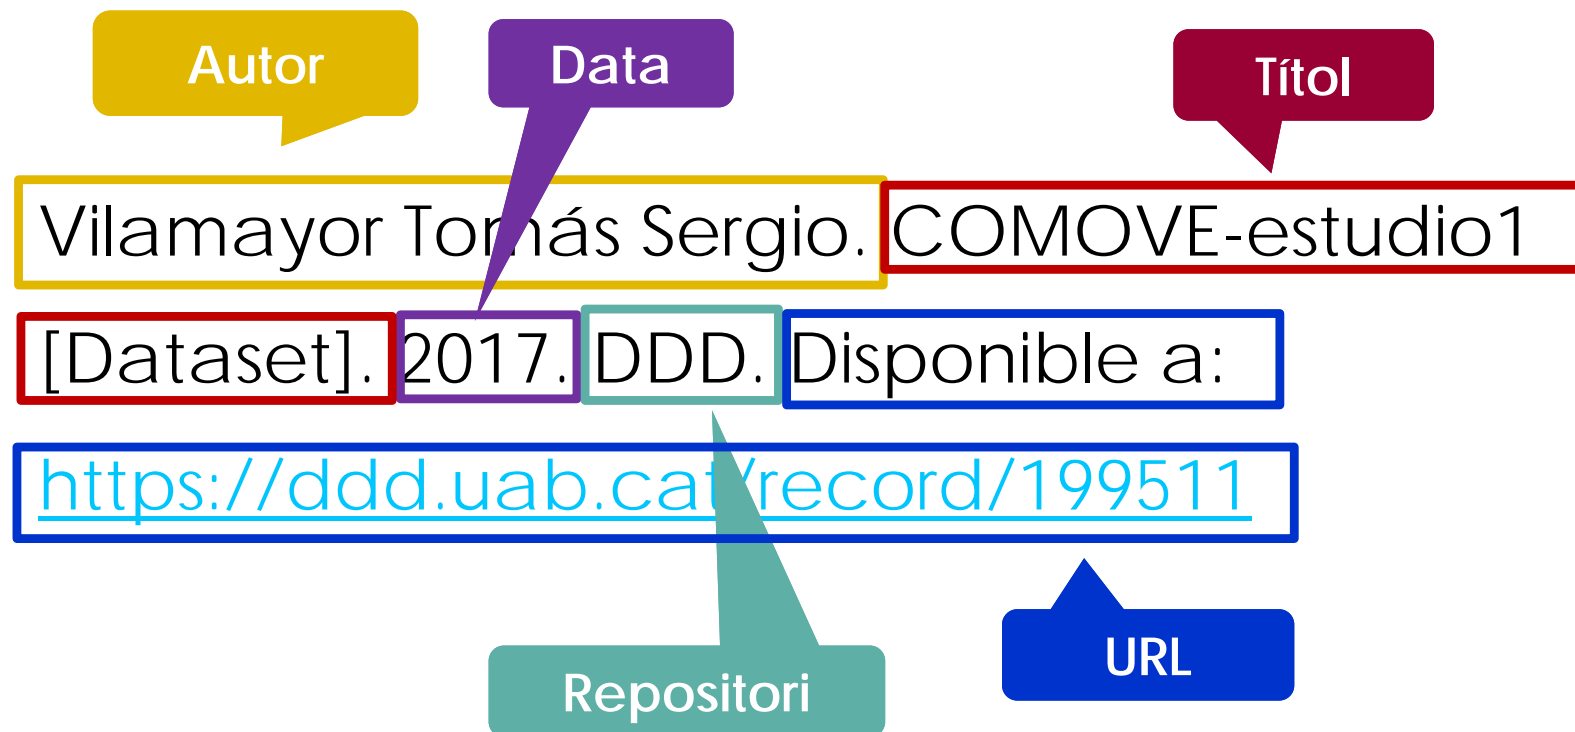 Autor
Data
Títol
Vilamayor Tomás Sergio. COMOVE-estudio1
[Dataset]. 2017. DDD. Disponible a:
https://ddd.uab.cat/record/199511
URL
Repositori